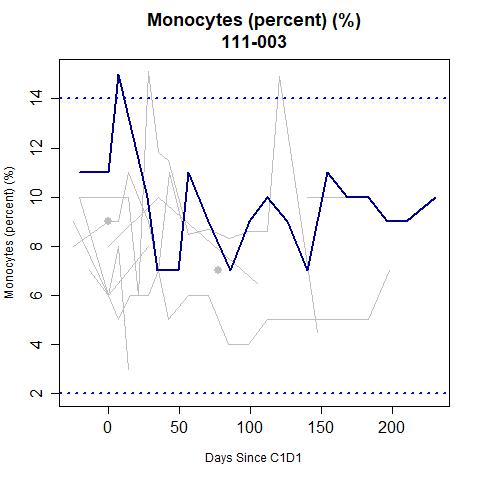 Monocytes (percent) (%)
111-003
Monocytes (percent) (%)
14
12
10
8
6
4
2
0 50 100 150 200
Days Since C1D1